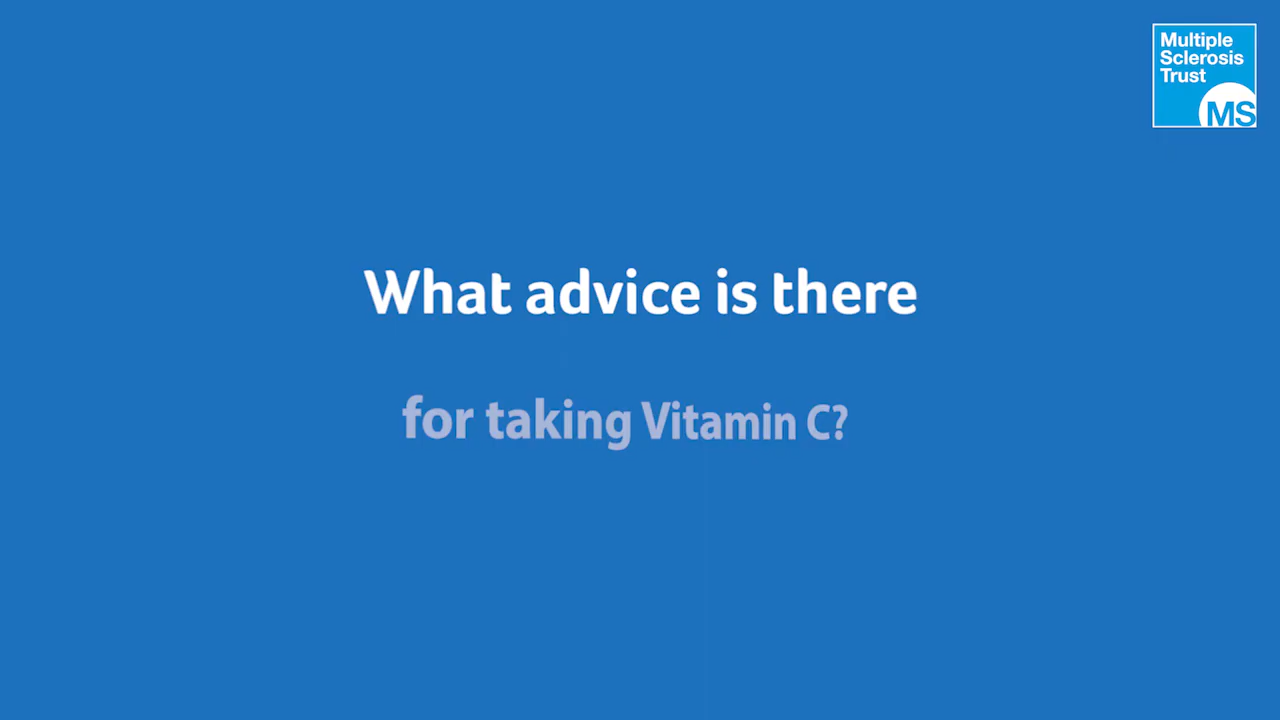 Multiple
Sclerosis
Trust
MS
What advice is there
for taking Vitamin C?